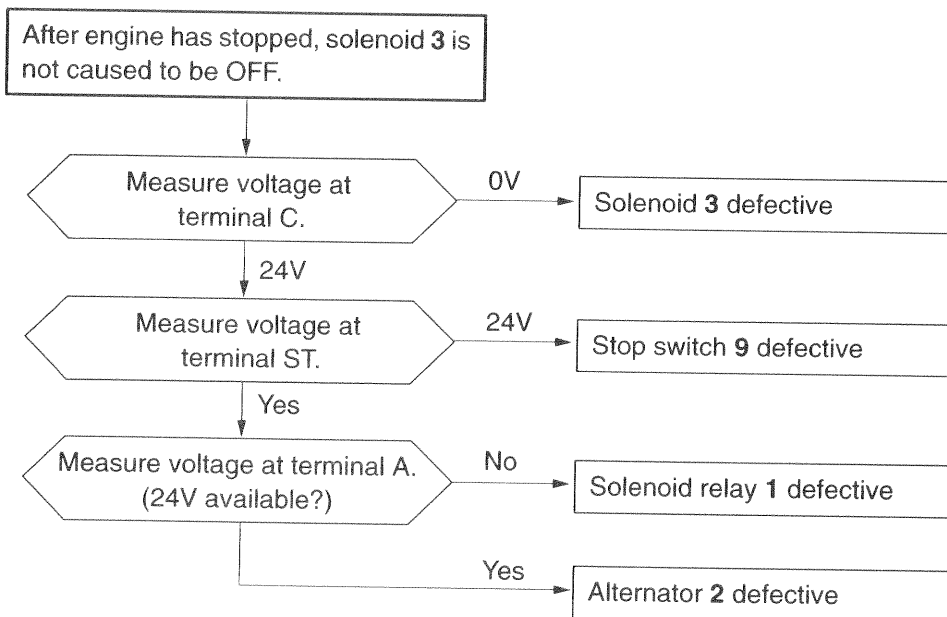 After engine has stopped, solenoid 3 is
not caused to be OFF.
Measure voltage at
terminal C.
0V
Solenoid 3 defective
24V
Measure voltage at
terminal ST.
24V
Stop switch 9 defective
Yes
Measure voltage at terminal A.
(24V available?)
No
Solenoid relay 1 defective
Yes
Alternator 2 defective